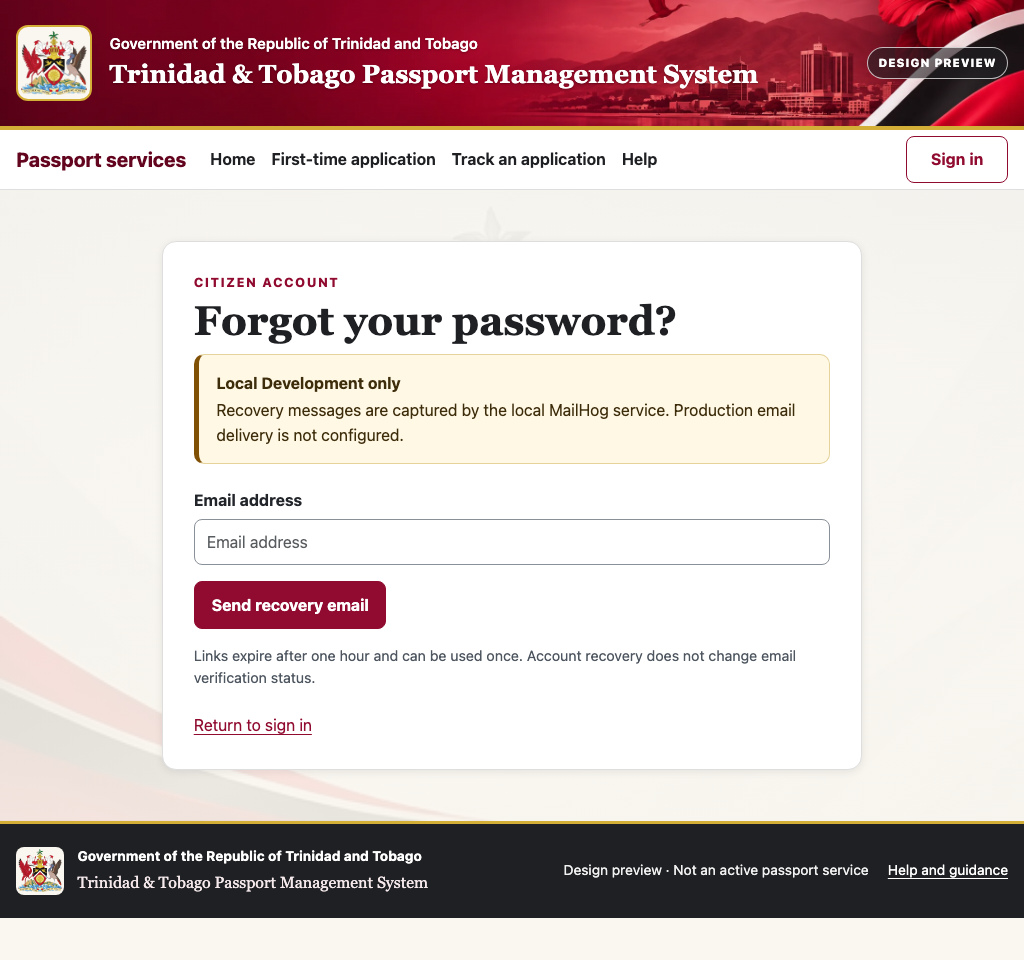 Government of the Republic of Trinidad and Tobago
Trinidad & Tobago Passport Management System
DESIGN PREVIEW
Passport services
Home
First-time application
Track an application
Help
Sign in
CITIZEN ACCOUNT
Forgot your password?
Local Development only
Recovery messages are captured by the local MailHog service. Production email
delivery is not configured.
Email address
Email address
Send recovery email
Links expire after one hour and can be used once. Account recovery does not change email
verification status.
Return to sign in
Government of the Republic of Trinidad and Tobago
Trinidad & Tobago Passport Management System
Design preview · Not an active passport service
Help and guidance